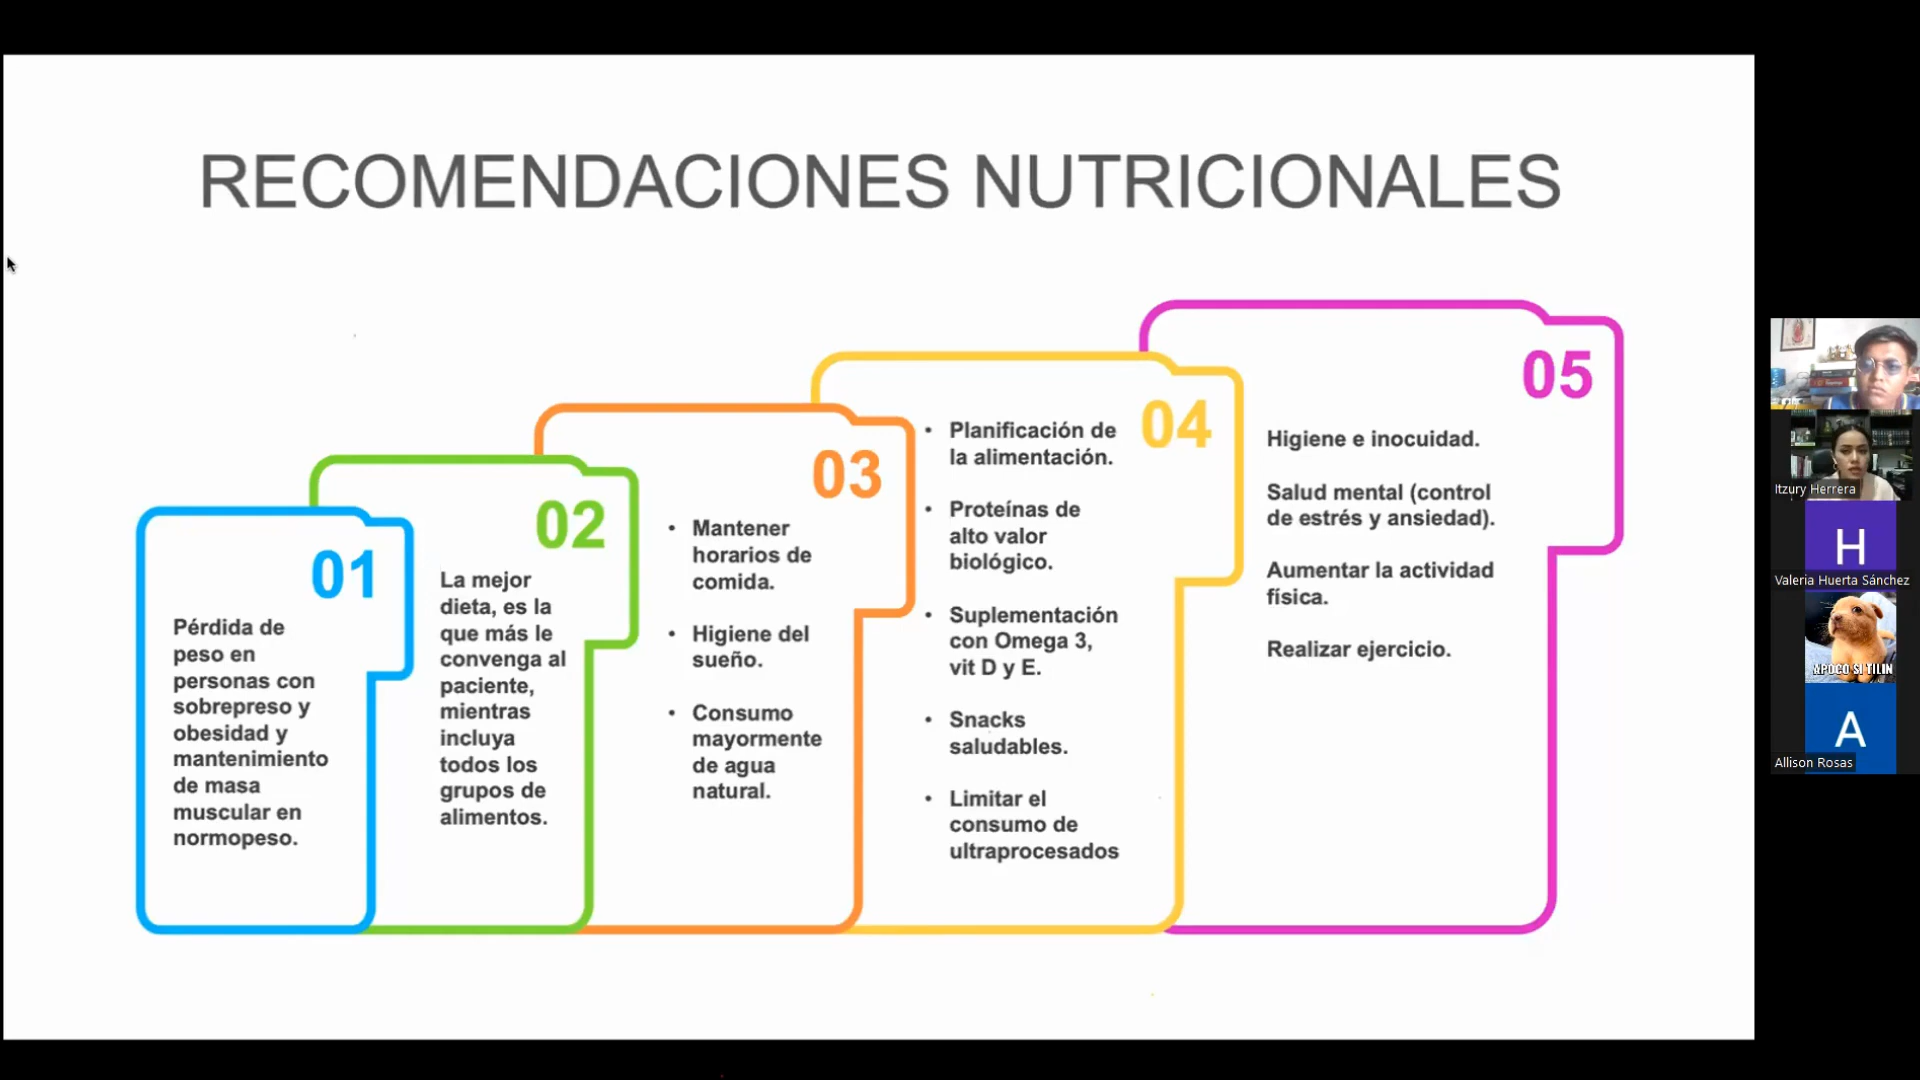 RECOMENDACIONES NUTRICIONALES
01
Pérdida de
peso en
personas con
sobrepreso y
obesidad y
mantenimiento
de masa
muscular en
normopeso.
02
La mejor
dieta, es la
que más le
convenga al
paciente,
mientras
incluya
todos los
grupos de
alimentos.
03
• Mantener
horarios de
comida.
• Higiene del
sueño.
• Consumo
mayormente
de agua
natural.
04
• Planificación de
la alimentación.
• Proteínas de
alto valor
biológico.
• Suplementación
con Omega 3,
vit D y E.
• Snacks
saludables.
• Limitar el
consumo de
ultraprocesados
05
Higiene e inocuidad.
Salud mental (control
de estrés y ansiedad).
Aumentar la actividad
física.
Realizar ejercicio.
Itzury Herrera
H
Valeria Huerta Sánchez
APOCO SI TILIN
A
Allison Rosas